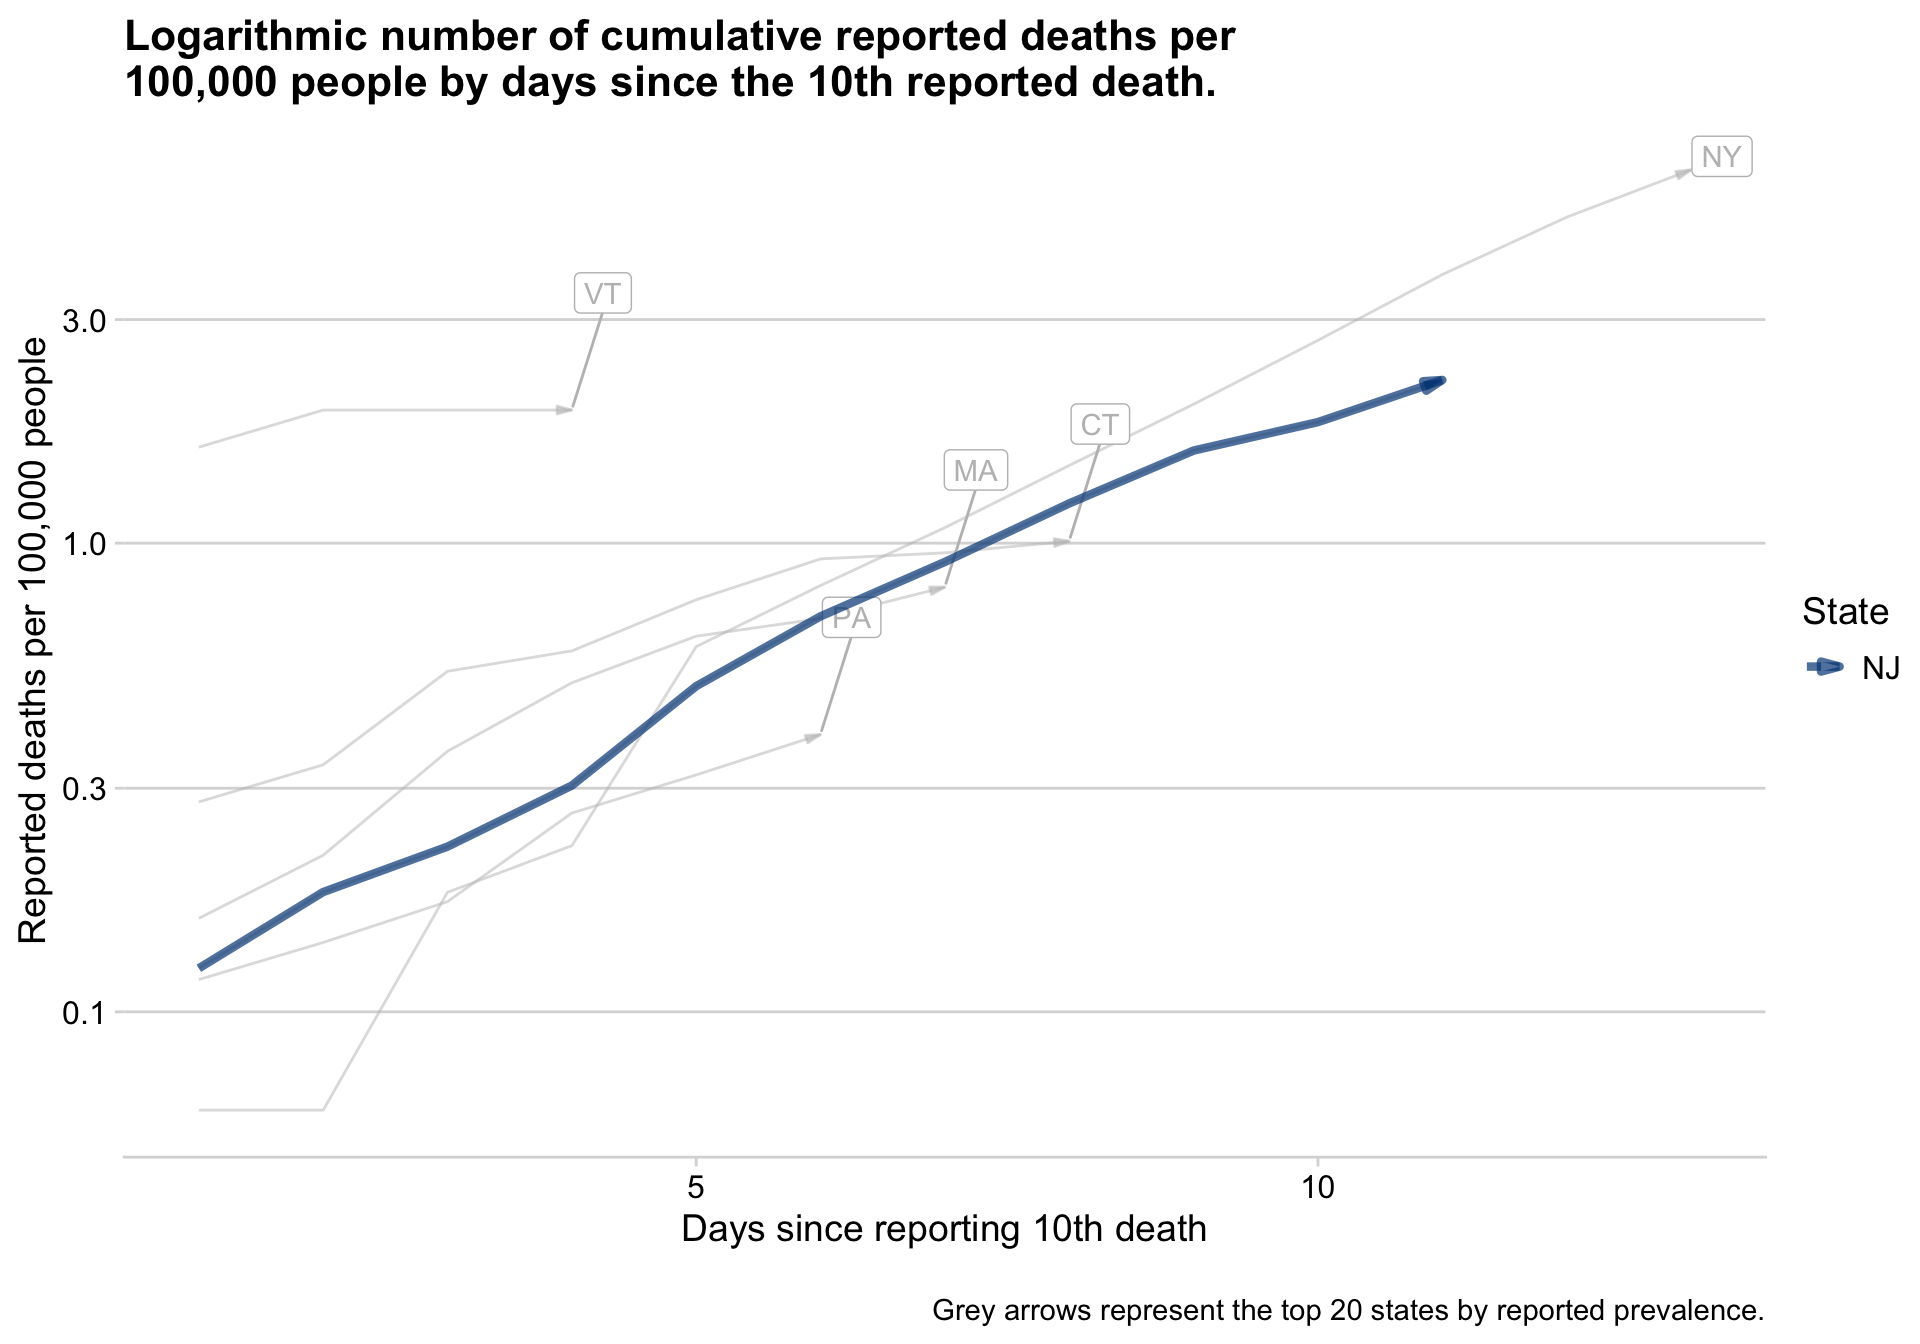 Logarithmic number of cumulative reported deaths per
100,000 people by days since the 10th reported death.
NY
VT
3.0
CT
MA
1.0
PA
State
NJ
0.3
0.1
Reported deaths per 100,000 people
5
10
Days since reporting 10th death
Grey arrows represent the top 20 states by reported prevalence.